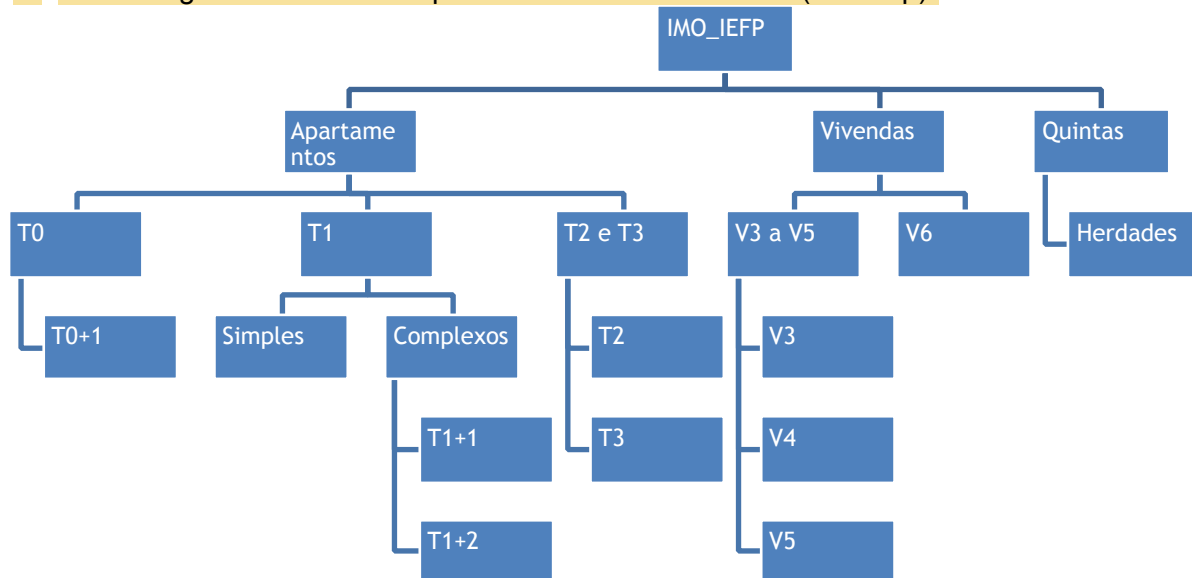 IMO_IEFP
Apartame
ntos
Vivendas
Quintas
T0
T1
T2 e T3
V3 a V5
V6
Herdades
T0+1
Simples
Complexos
T2
V3
T1+1
T3
V4
T1+2
V5